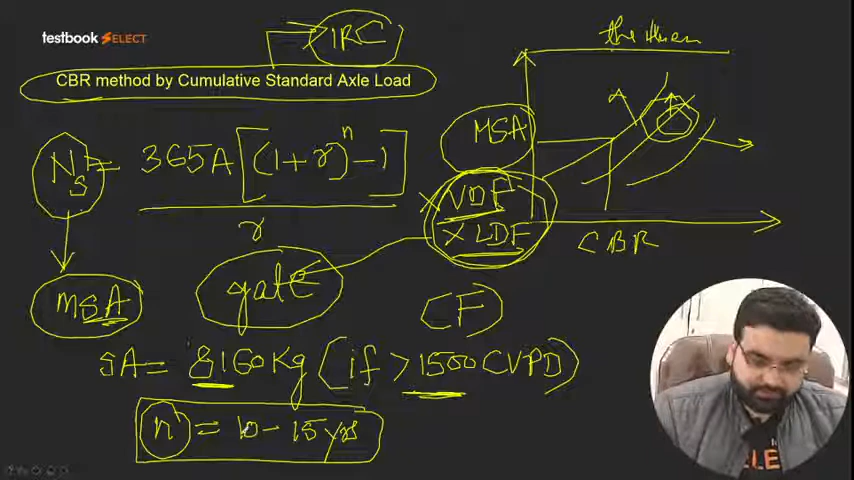 testbook SELECT
IRC
CBR method by Cumulative Standard Axle Load
Ns = 365A [(1+r)^n - 1]
r
MSA
gate
MSA
VDF
X LDF
CBR
(CF)
SA = 8160 Kg (if > 1500 CVPD)
n = 10 - 15 yrs